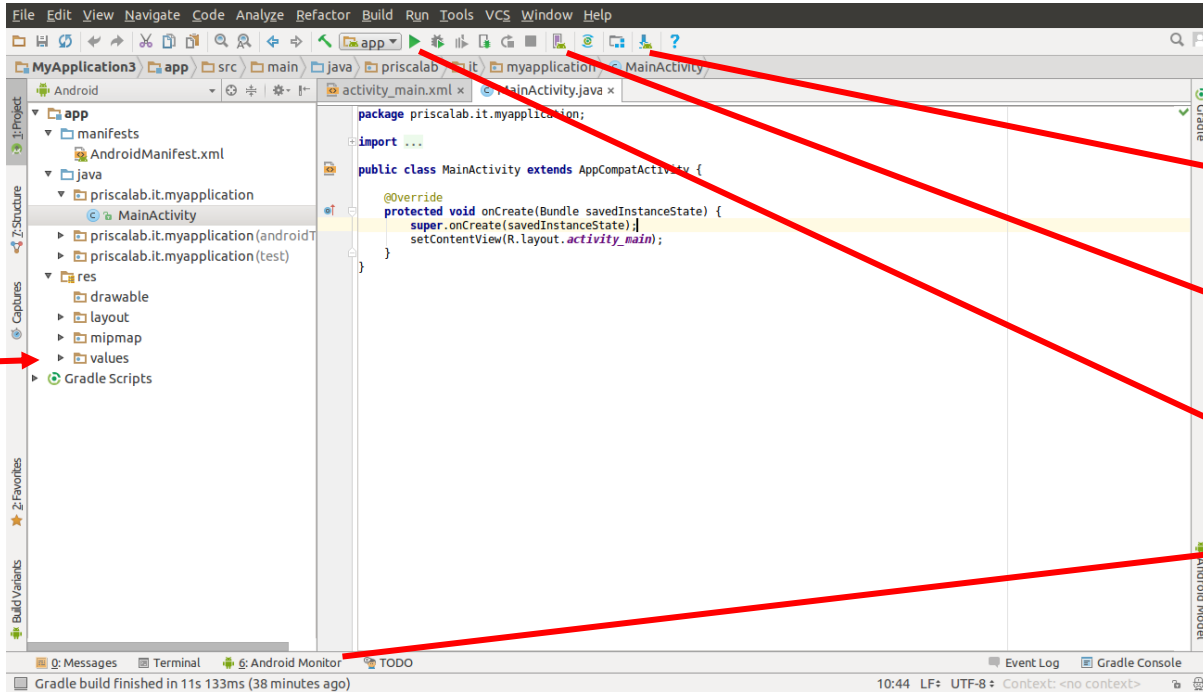 File Edit View Navigate Code Analyze Refactor Build Run Tools VCS Window Help
app
MyApplication3 app src main java priscalab it myapplication MainActivity
Android
activity_main.xml × MainActivity.java ×
1: Project
7: Structure
Captures
2: Favorites
Build Variants
app
manifests
AndroidManifest.xml
java
priscalab.it.myapplication
MainActivity
priscalab.it.myapplication (androidT
priscalab.it.myapplication (test)
res
drawable
layout
mipmap
values
Gradle Scripts
package priscalab.it.myapplication;
import ...
public class MainActivity extends AppCompatActivity {
@Override
protected void onCreate(Bundle savedInstanceState) {
super.onCreate(savedInstanceState);
setContentView(R.layout.activity_main);
}
}
Gradle
Android Model
0: Messages Terminal 6: Android Monitor TODO Event Log Gradle Console
Gradle build finished in 11s 133ms (38 minutes ago) 10:44 LF÷ UTF-8÷ Context: <no context>